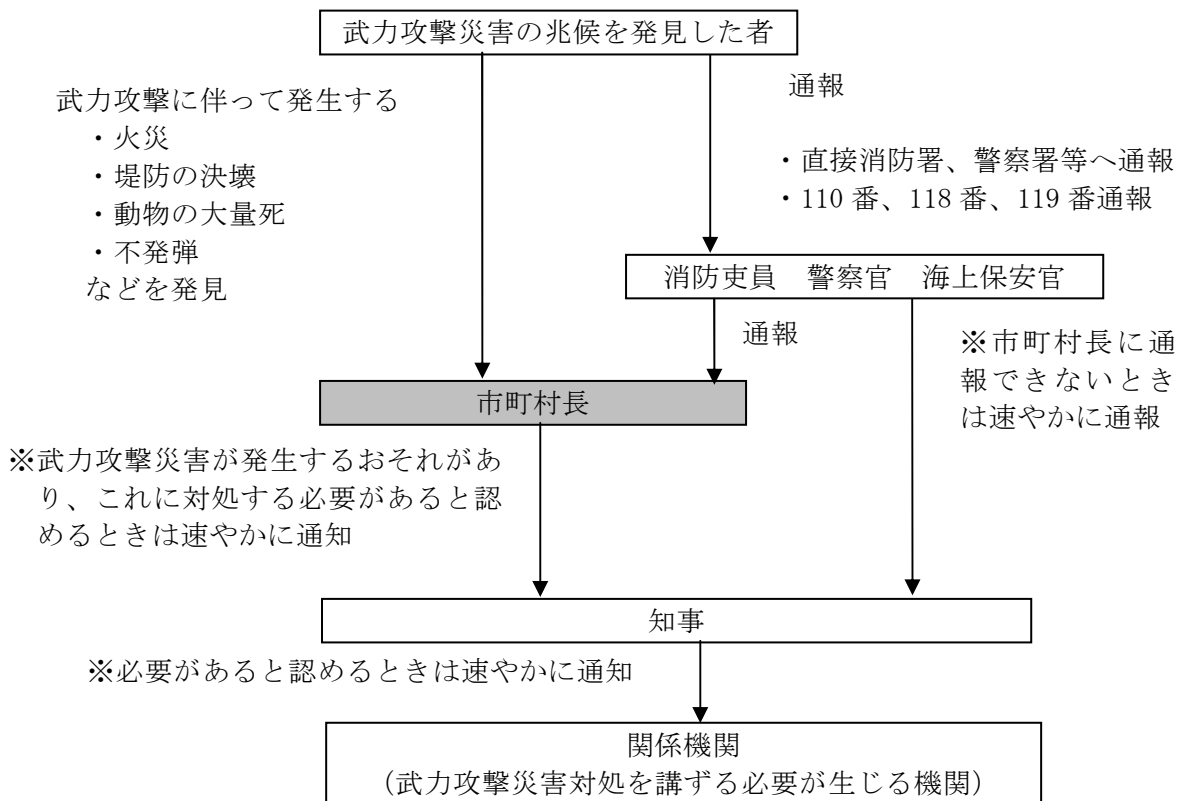 武力攻撃災害の兆候を発見した者
通報
武力攻撃に伴って発生する
・火災
・堤防の決壊
・動物の大量死
・不発弾
などを発見
・直接消防署、警察署等へ通報
・110 番、118 番、119 番通報
消防吏員　警察官　海上保安官
通報
※市町村長に通
報できないとき
は速やかに通報
市町村長
※武力攻撃災害が発生するおそれがあ
り、これに対処する必要があると認
めるときは速やかに通知
知事
※必要があると認めるときは速やかに通知
関係機関
（武力攻撃災害対処を講ずる必要が生じる機関）